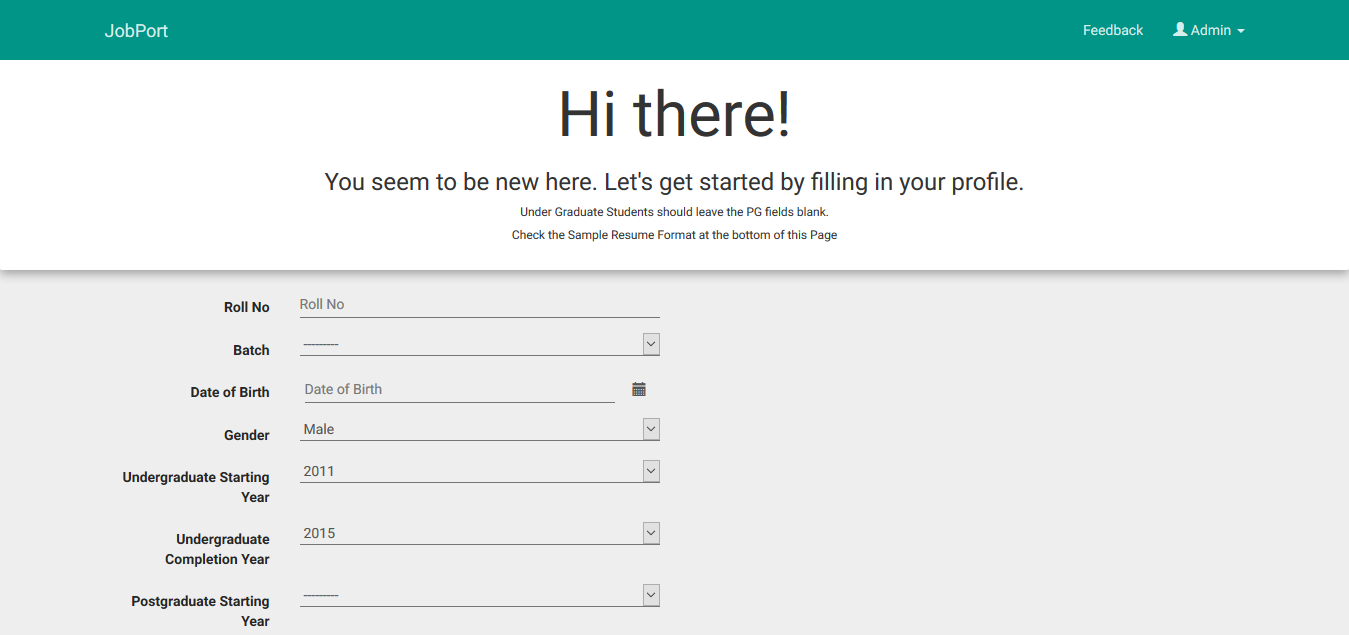 JobPort Feedback Admin
Hi there!
You seem to be new here. Let's get started by filling in your profile.
Under Graduate Students should leave the PG fields blank.
Check the Sample Resume Format at the bottom of this Page
Roll No Roll No
Batch ---------
Date of Birth Date of Birth
Gender Male
Undergraduate Starting 2011
Year
Undergraduate 2015
Completion Year
Postgraduate Starting ---------
Year